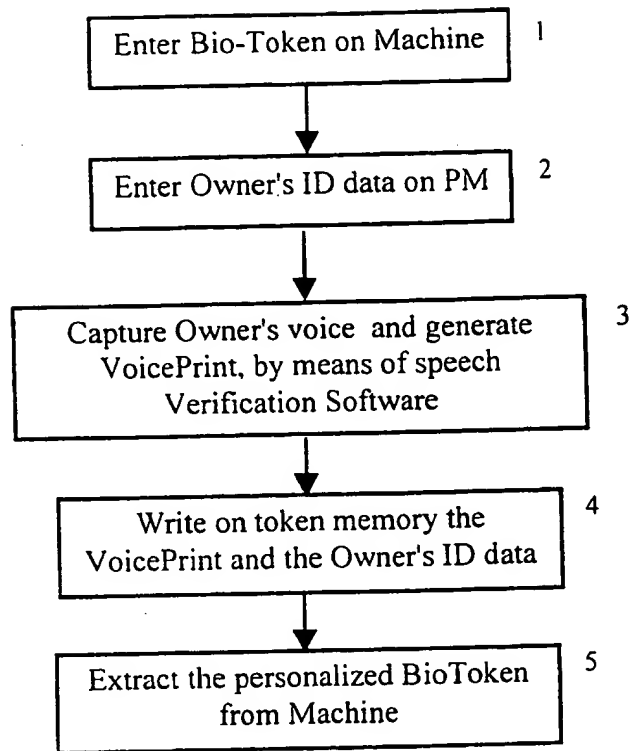 Enter Bio-Token on Machine
1
Enter Owner's ID data on PM
2
Capture Owner's voice and generate
VoicePrint, by means of speech
Verification Software
3
Write on token memory the
VoicePrint and the Owner's ID data
4
Extract the personalized BioToken
from Machine
5